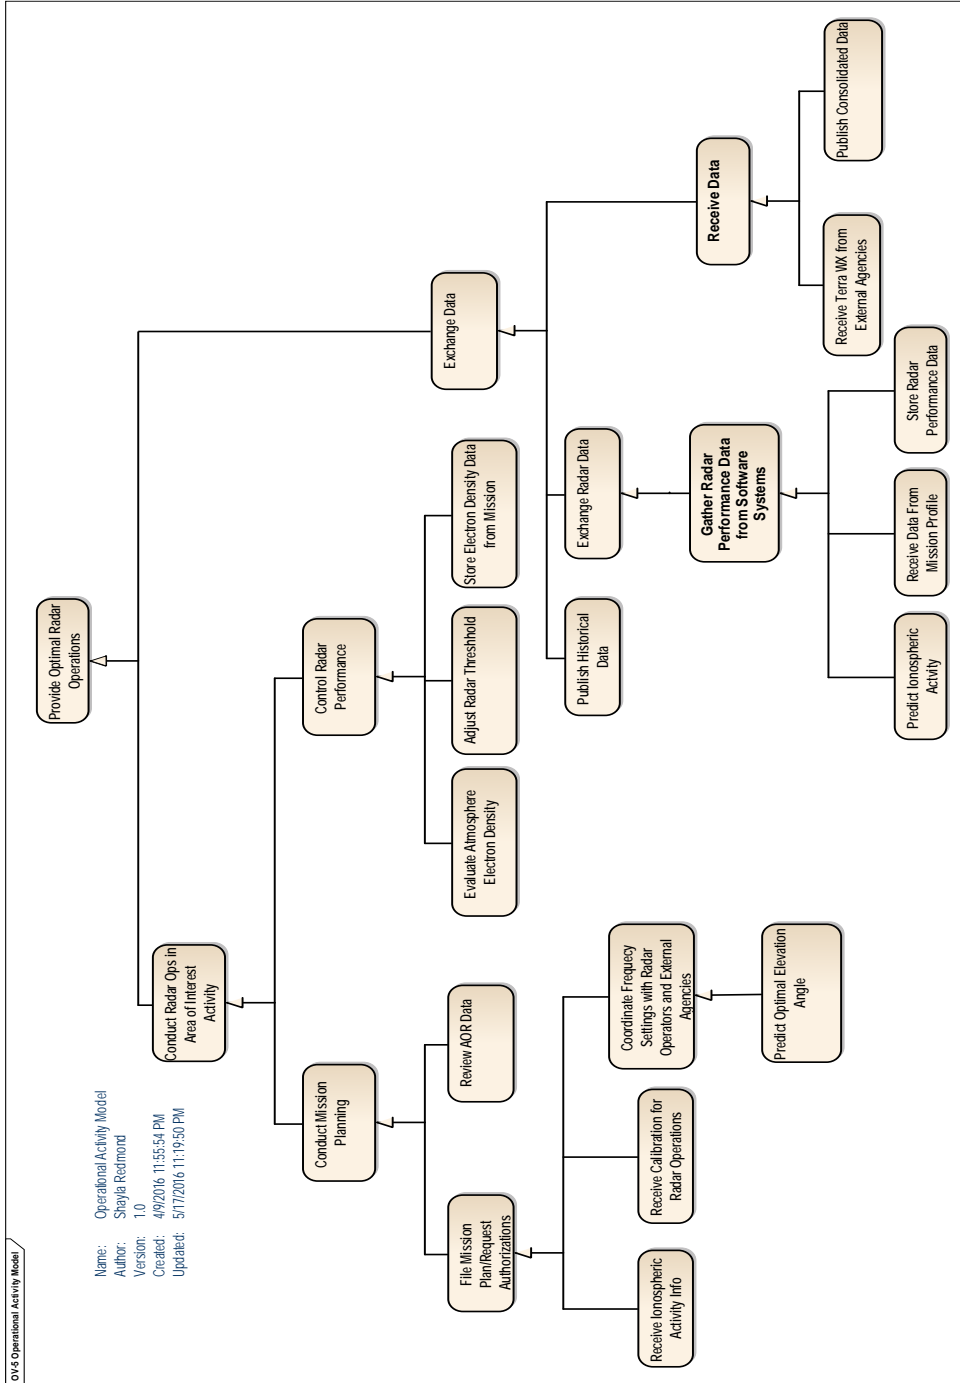 OV-5 Operational Activity Model
Name: Operational Activity Model
Author: Shayla Redmond
Version: 1.0
Created: 4/9/2016 11:55:54 PM
Updated: 5/17/2016 11:19:50 PM
Provide Optimal Radar
Operations
Conduct Radar Ops in
Area of Interest
Activity
Exchange Data
Conduct Mission
Planning
Control Radar
Performance
File Mission
Plan/Request
Authorizations
Review AOR Data
Evaluate Atmosphere
Electron Density
Adjust Radar Threshhold
Store Electron Density Data
from Mission
Publish Historical
Data
Exchange Radar Data
Receive Data
Receive Ionospheric
Activity Info
Receive Calibration for
Radar Operations
Coordinate Frequecy
Settings with Radar
Operators and External
Agencies
Gather Radar
Performance Data
from Software
Systems
Receive Terra WX from
External Agencies
Publish Consolidated Data
Predict Optimal Elevation
Angle
Predict Ionospheric
Actvity
Receive Data From
Mission Profile
Store Radar
Performance Data